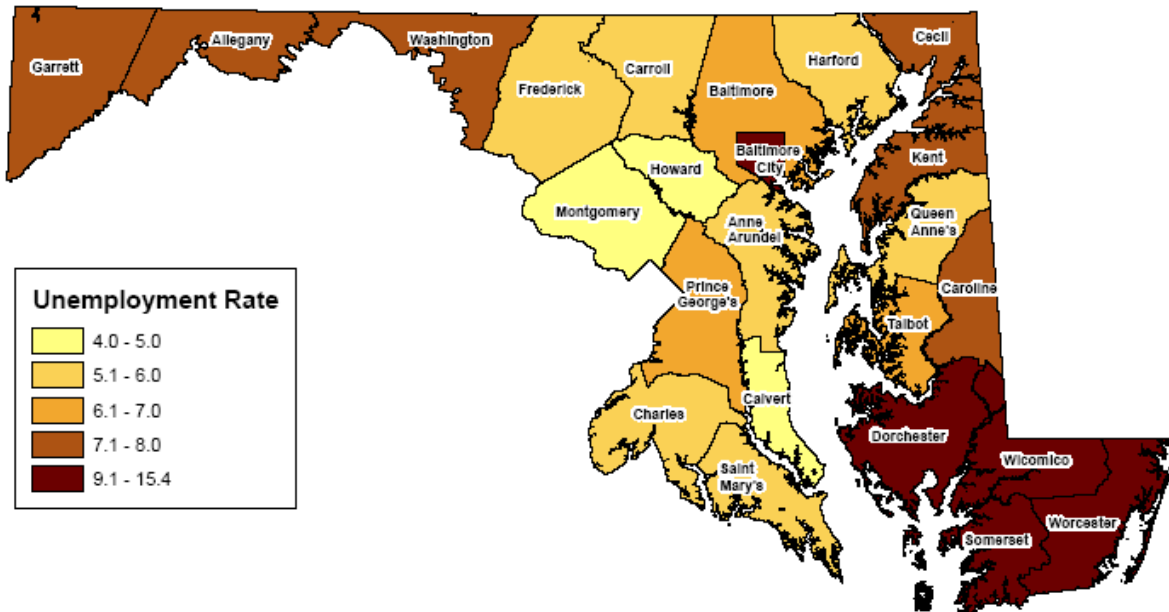 Garrett
Allegany
Washington
Frederick
Carroll
Baltimore
Harford
Cecil
Baltimore
City
Kent
Howard
Montgomery
Anne
Arundel
Queen
Anne's
Prince
George's
Caroline
Talbot
Calvert
Charles
Dorchester
Saint
Mary's
Wicomico
Worcester
Somerset
Unemployment Rate
4.0 - 5.0
5.1 - 6.0
6.1 - 7.0
7.1 - 8.0
9.1 - 15.4